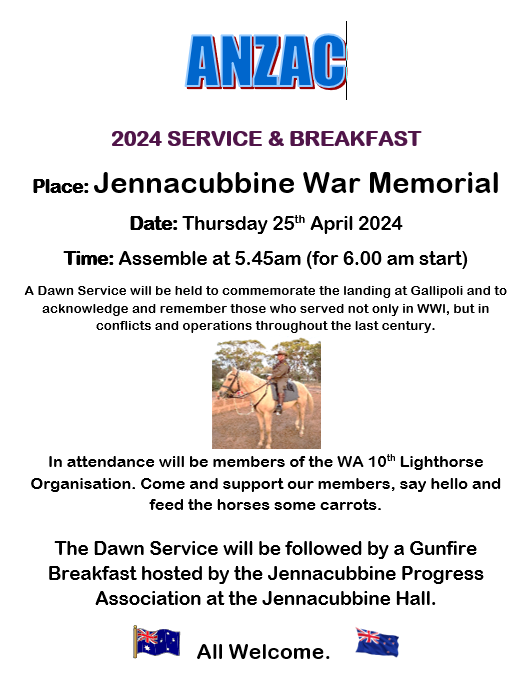 ANZAC
2024 SERVICE & BREAKFAST
Place: Jennacubbine War Memorial
Date: Thursday 25th April 2024
Time: Assemble at 5.45am (for 6.00 am start)
A Dawn Service will be held to commemorate the landing at Gallipoli and to
acknowledge and remember those who served not only in WWI, but in
conflicts and operations throughout the last century.
In attendance will be members of the WA 10th Lighthorse
Organisation. Come and support our members, say hello and
feed the horses some carrots.
The Dawn Service will be followed by a Gunfire
Breakfast hosted by the Jennacubbine Progress
Association at the Jennacubbine Hall.
All Welcome.